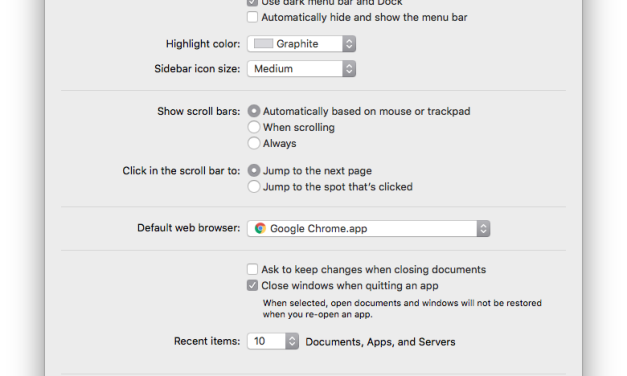 Use dark menu bar and Dock
Automatically hide and show the menu bar
Highlight color: Graphite
Sidebar icon size: Medium
Show scroll bars: Automatically based on mouse or trackpad
When scrolling
Always
Click in the scroll bar to: Jump to the next page
Jump to the spot that's clicked
Default web browser: Google Chrome.app
Ask to keep changes when closing documents
Close windows when quitting an app
When selected, open documents and windows will not be restored
when you re-open an app.
Recent items: 10 Documents, Apps, and Servers